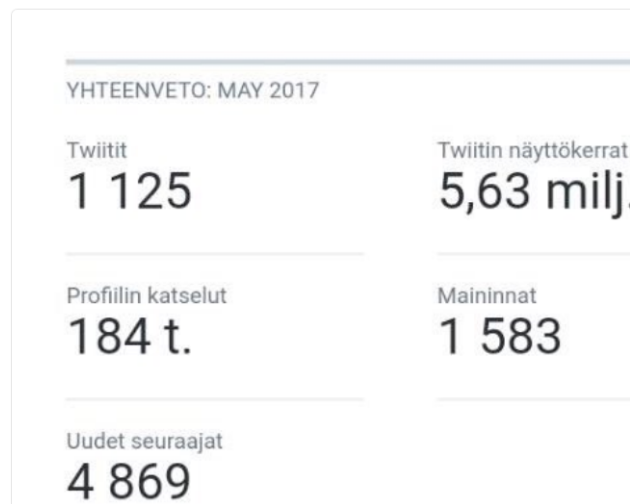 YHTEENVETO: MAY 2017
Twiitit
1 125
Twiitin näyttökerrat
5,63 milj.
Profiilin katselut
184 t.
Maininnat
1 583
Uudet seuraajat
4 869